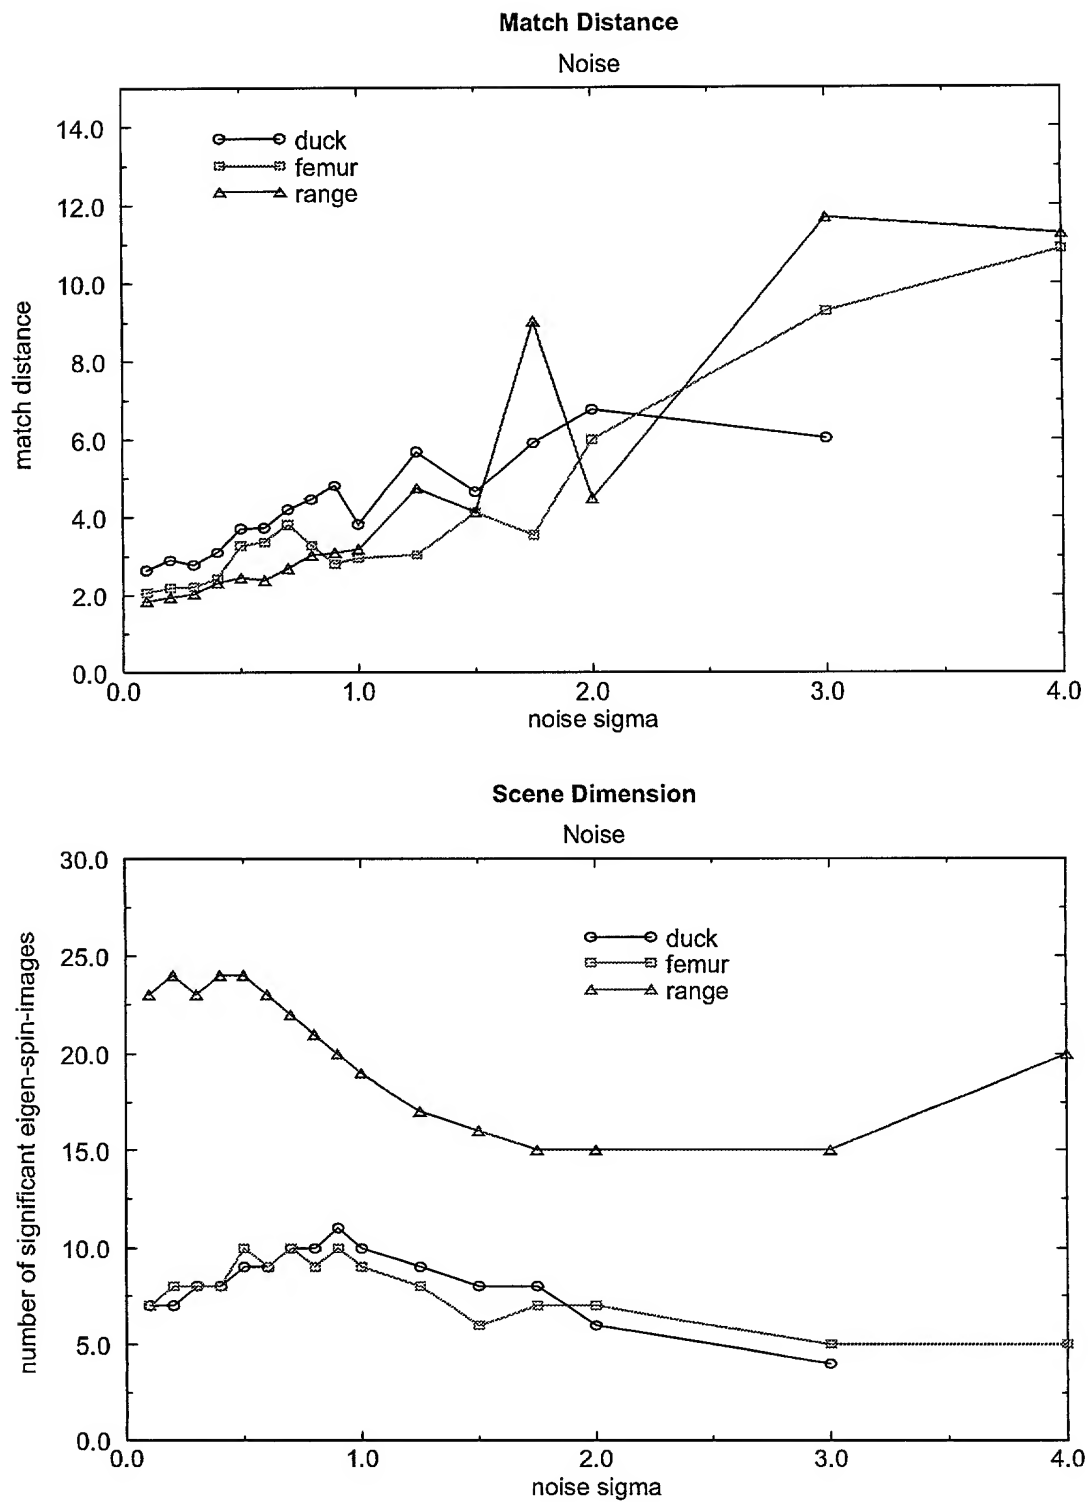 Match Distance
Noise
14.0
12.0
10.0
8.0
6.0
4.0
2.0
0.0
match distance
duck
femur
range
0.0 1.0 2.0 3.0 4.0
noise sigma
Scene Dimension
Noise
30.0
25.0
20.0
15.0
10.0
5.0
0.0
number of significant eigen-spin-images
duck
femur
range
0.0 1.0 2.0 3.0 4.0
noise sigma